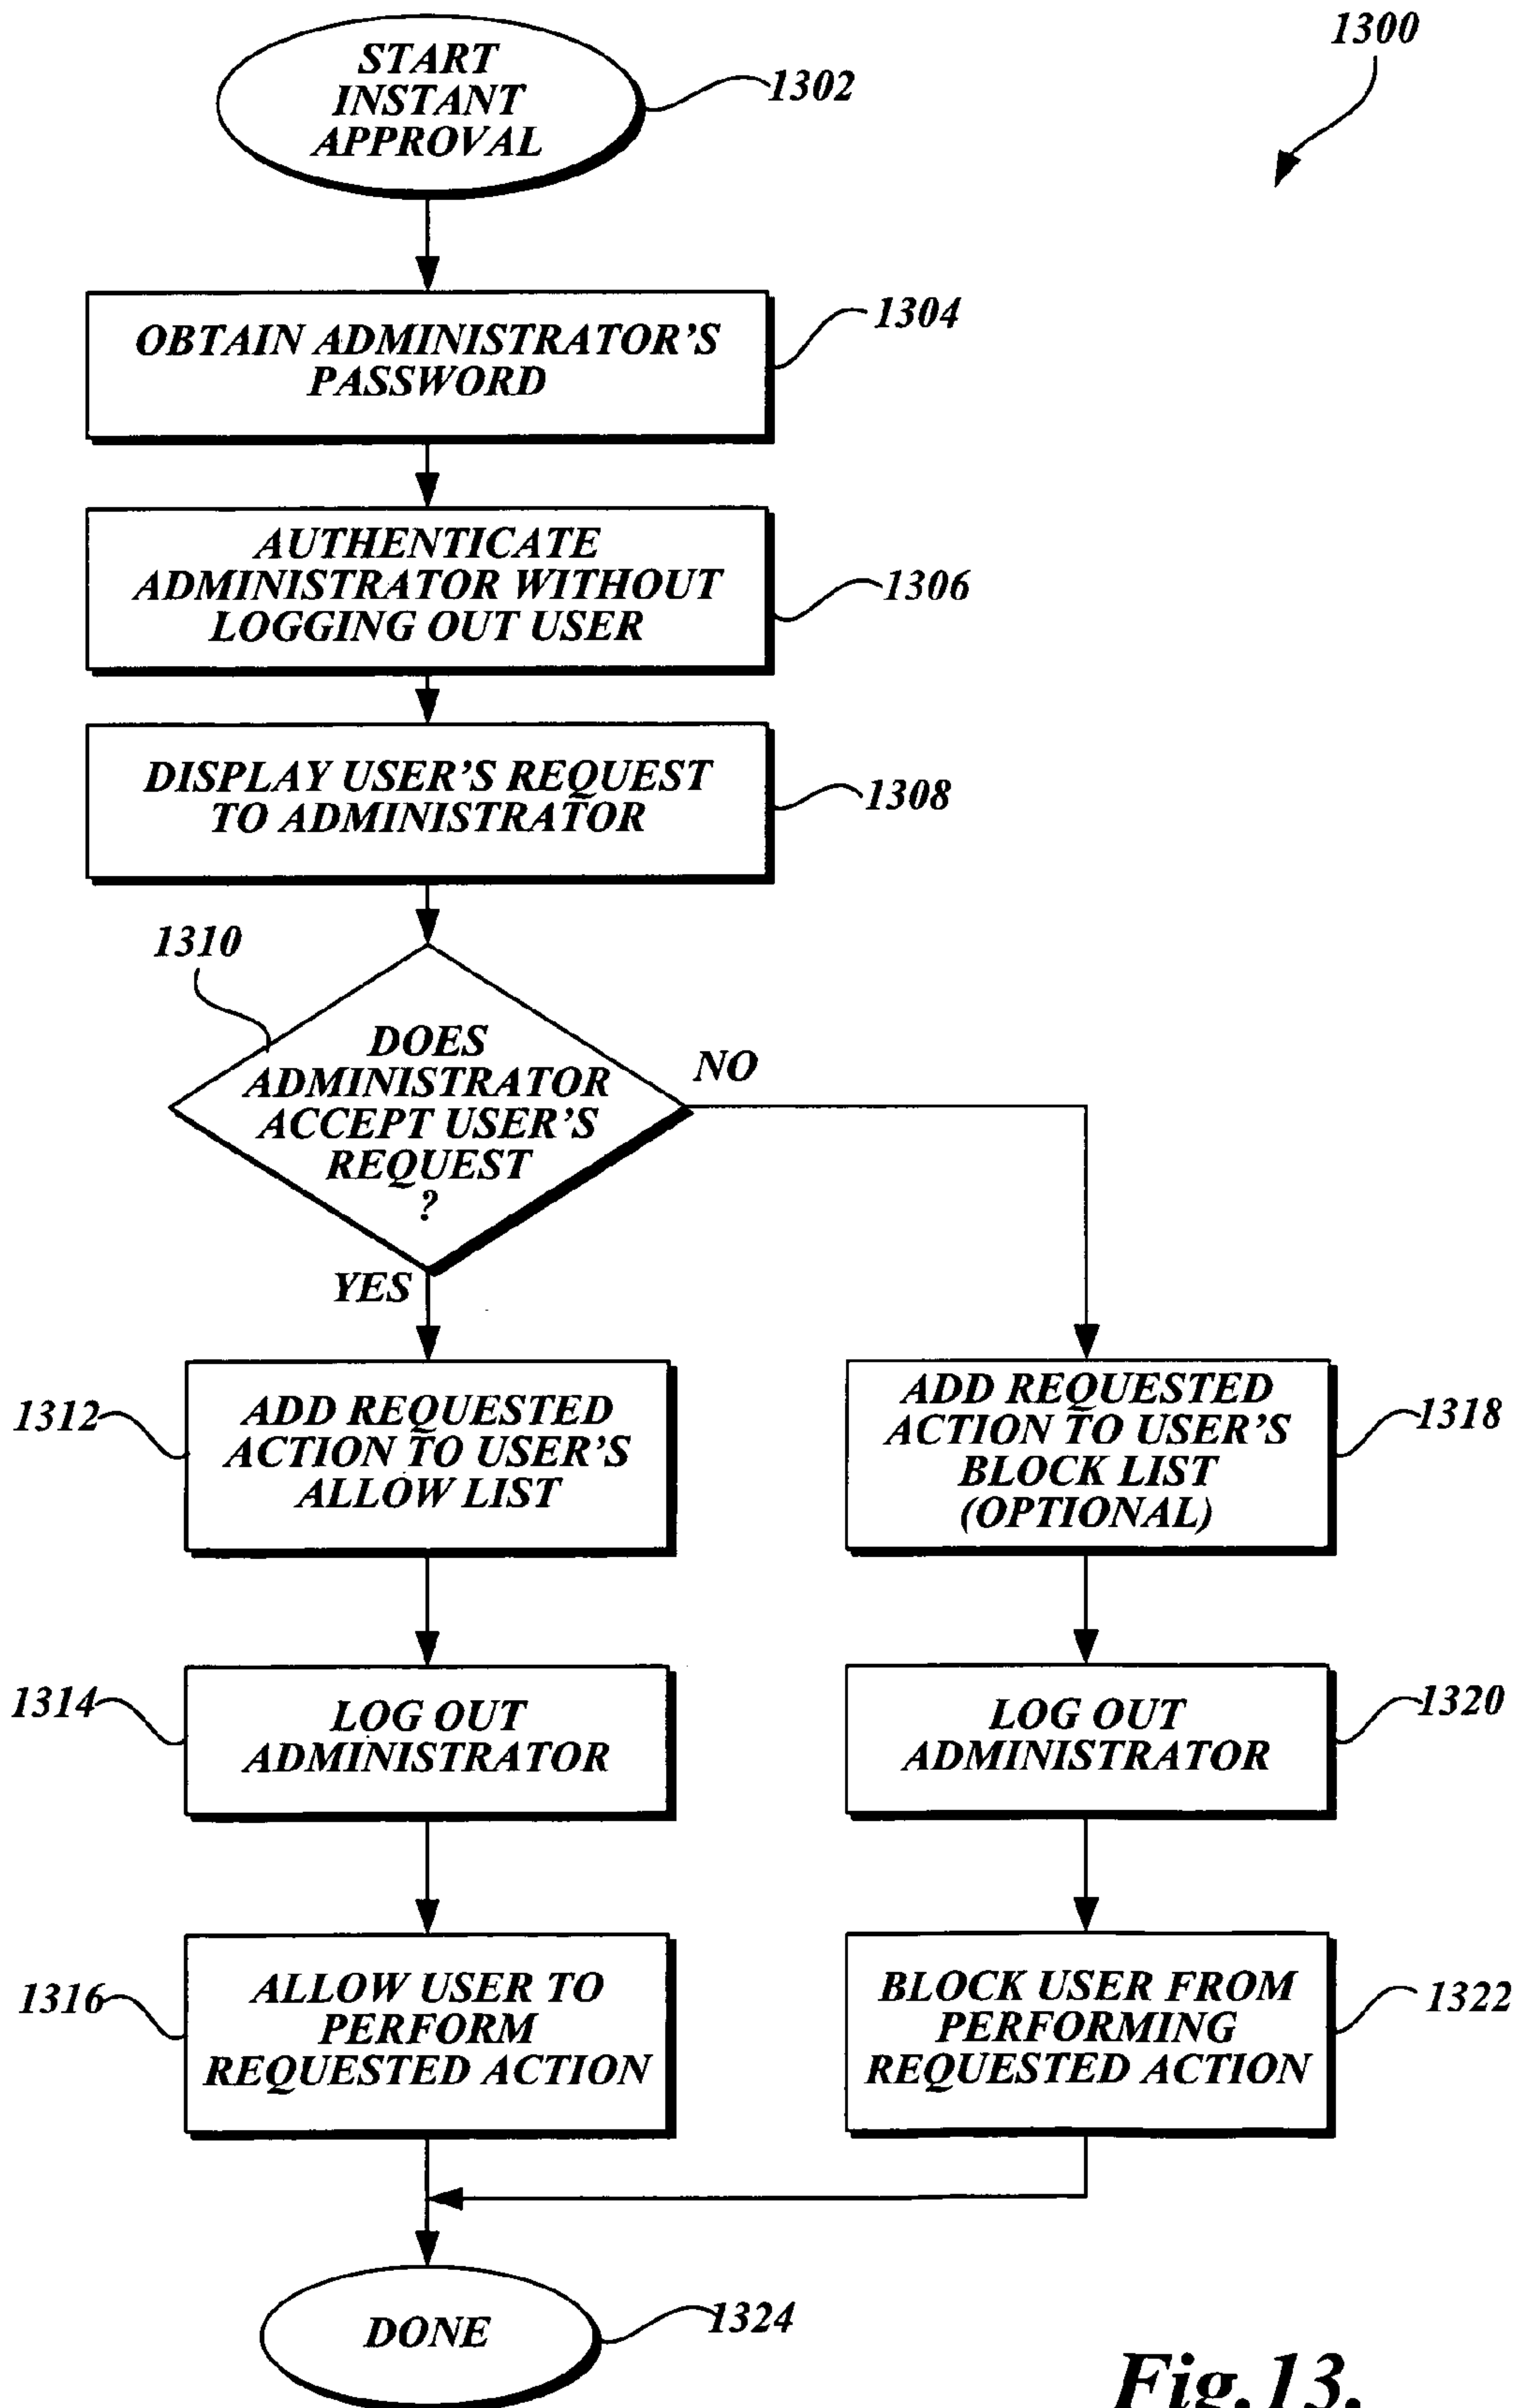 1300
START
INSTANT
APPROVAL
1302
OBTAIN ADMINISTRATOR'S
PASSWORD
1304
AUTHENTICATE
ADMINISTRATOR WITHOUT
LOGGING OUT USER
1306
DISPLAY USER'S REQUEST
TO ADMINISTRATOR
1308
1310
DOES
ADMINISTRATOR
ACCEPT USER'S
REQUEST
?
NO
YES
1312
ADD REQUESTED
ACTION TO USER'S
ALLOW LIST
ADD REQUESTED
ACTION TO USER'S
BLOCK LIST
(OPTIONAL)
1318
1314
LOG OUT
ADMINISTRATOR
LOG OUT
ADMINISTRATOR
1320
1316
ALLOW USER TO
PERFORM
REQUESTED ACTION
BLOCK USER FROM
PERFORMING
REQUESTED ACTION
1322
DONE
1324
Fig.13.